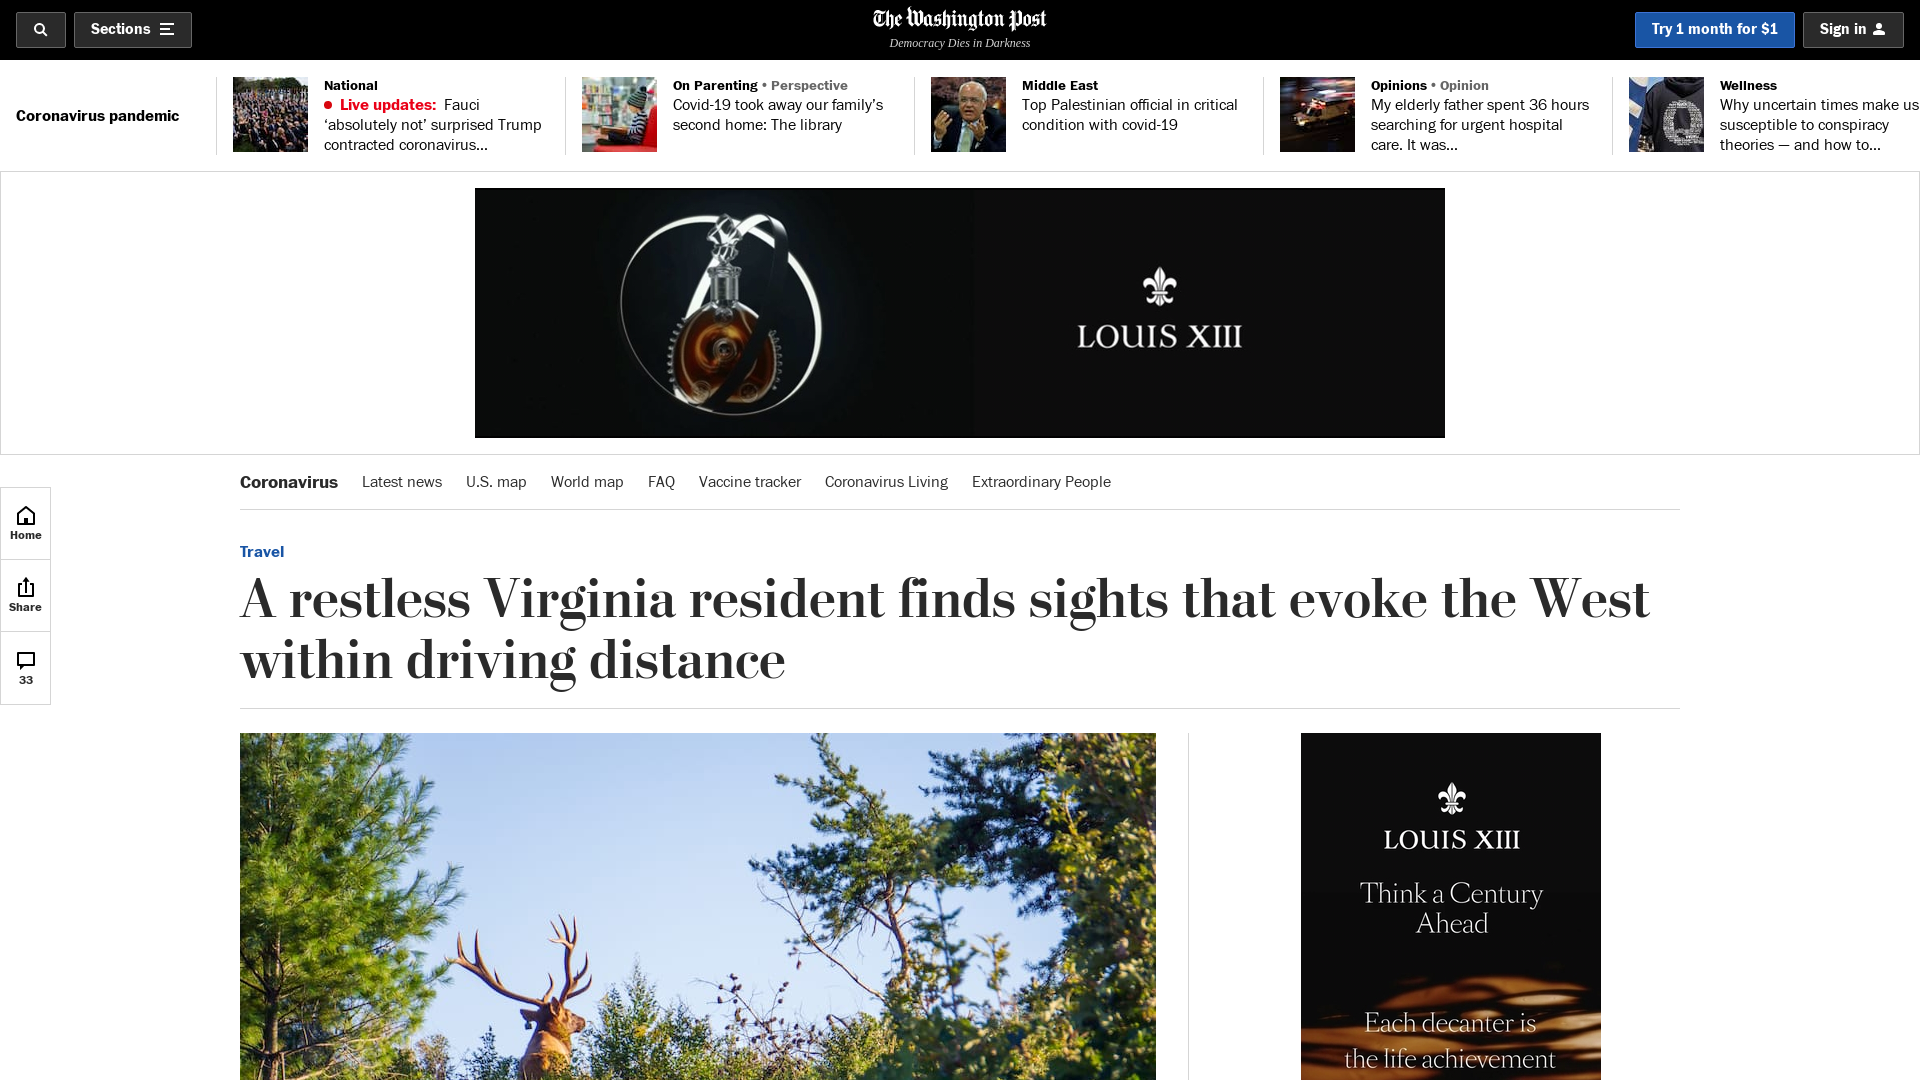 Sections
The Washington Post
Democracy Dies in Darkness
Try 1 month for $1
Sign in
Coronavirus pandemic
National
Live updates: Fauci
‘absolutely not’ surprised Trump
contracted coronavirus...
On Parenting • Perspective
Covid-19 took away our family’s
second home: The library
Middle East
Top Palestinian official in critical
condition with covid-19
Opinions • Opinion
My elderly father spent 36 hours
searching for urgent hospital
care. It was...
Wellness
Why uncertain times make us
susceptible to conspiracy
theories — and how to...
LOUIS XIII
Coronavirus
Latest news
U.S. map
World map
FAQ
Vaccine tracker
Coronavirus Living
Extraordinary People
Home
Share
33
Travel
A restless Virginia resident finds sights that evoke the West
within driving distance
LOUIS XIII
Think a Century
Ahead
Each decanter is
the life achievement